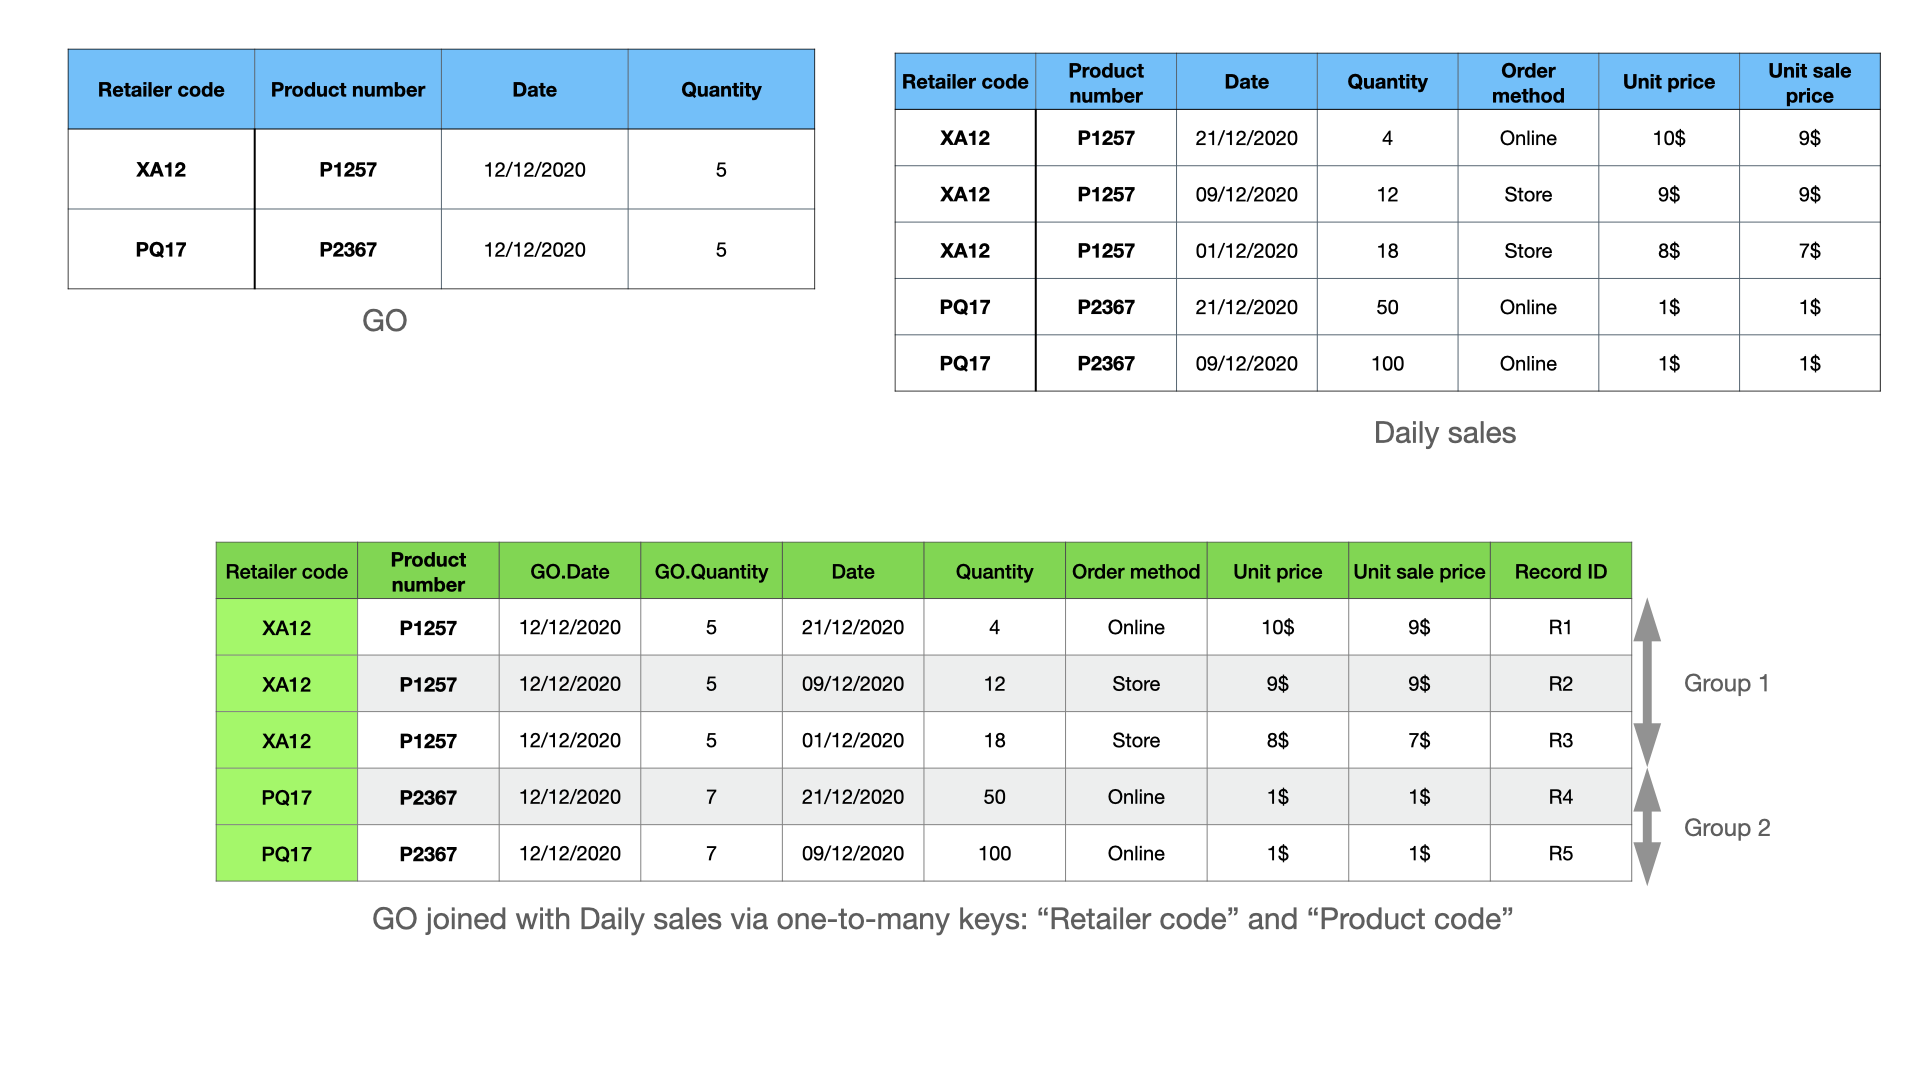 Retailer code Product number Date Quantity
XA12 P1257 12/12/2020 5
PQ17 P2367 12/12/2020 5
GO
Retailer code Product number Date Quantity Order method Unit price Unit sale price
XA12 P1257 21/12/2020 4 Online 10$ 9$
XA12 P1257 09/12/2020 12 Store 9$ 9$
XA12 P1257 01/12/2020 18 Store 8$ 7$
PQ17 P2367 21/12/2020 50 Online 1$ 1$
PQ17 P2367 09/12/2020 100 Online 1$ 1$
Daily sales
Retailer code Product number GO.Date GO.Quantity Date Quantity Order method Unit price Unit sale price Record ID
XA12 P1257 12/12/2020 5 21/12/2020 4 Online 10$ 9$ R1
XA12 P1257 12/12/2020 5 09/12/2020 12 Store 9$ 9$ R2
XA12 P1257 12/12/2020 5 01/12/2020 18 Store 8$ 7$ R3
PQ17 P2367 12/12/2020 7 21/12/2020 50 Online 1$ 1$ R4
PQ17 P2367 12/12/2020 7 09/12/2020 100 Online 1$ 1$ R5
Group 1
Group 2
GO joined with Daily sales via one-to-many keys: “Retailer code” and “Product code”